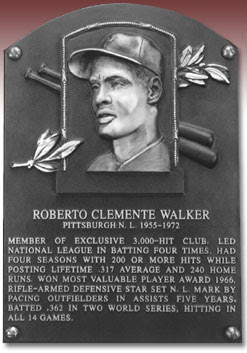 ROBERTO CLEMENTE WALKER
PITTSBURGH N. L. 1955-1972
MEMBER OF EXCLUSIVE 3,000-HIT CLUB. LED
NATIONAL LEAGUE IN BATTING FOUR TIMES. HAD
FOUR SEASONS WITH 200 OR MORE HITS WHILE
POSTING LIFETIME .317 AVERAGE AND 240 HOME
RUNS. WON MOST VALUABLE PLAYER AWARD 1966.
RIFLE-ARMED DEFENSIVE STAR SET N. L. MARK BY
PACING OUTFIELDERS IN ASSISTS FIVE YEARS.
BATTED .362 IN TWO WORLD SERIES, HITTING IN
ALL 14 GAMES.